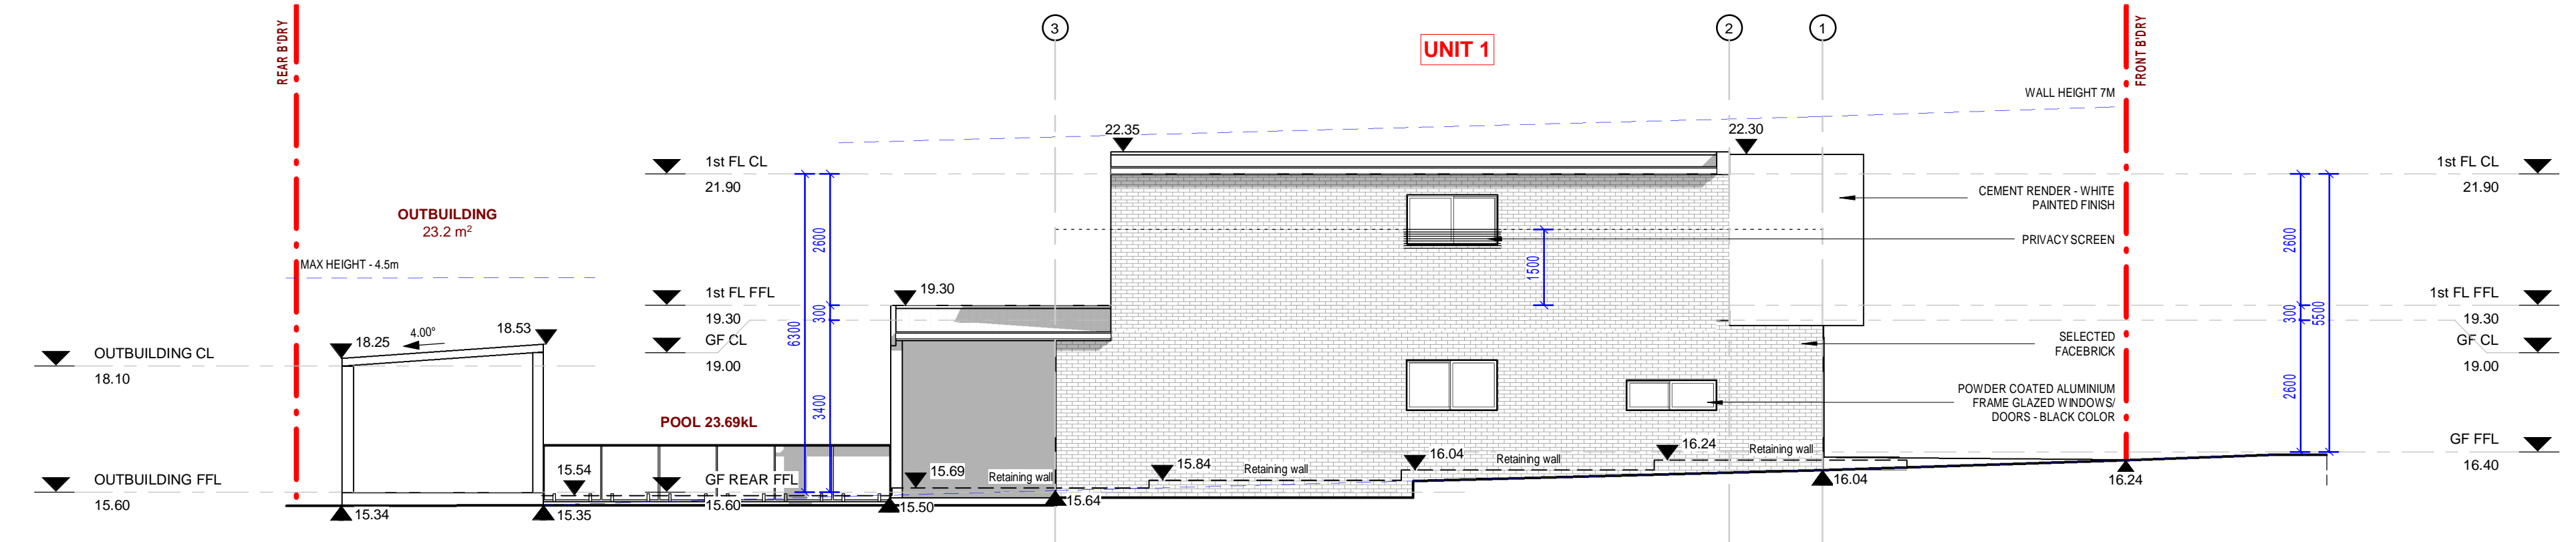 REAR B'DRY
3
UNIT 1
2
1
FRONT B'DRY
WALL HEIGHT 7M
22.35
22.30
1st FL CL
21.90
1st FL CL
21.90
CEMENT RENDER - WHITE
PAINTED FINISH
OUTBUILDING
23.2 m²
2600
2600
PRIVACY SCREEN
1500
MAX HEIGHT - 4.5m
1st FL FFL
19.30
19.30
1st FL FFL
19.30
300
300
5500
6300
18.25
4.00°
18.53
GF CL
19.00
SELECTED
FACEBRICK
GF CL
19.00
OUTBUILDING CL
18.10
3400
2600
POWDER COATED ALUMINIUM
FRAME GLAZED WINDOWS/
DOORS - BLACK COLOR
POOL 23.69kL
GF FFL
16.40
16.24
Retaining wall
16.04
Retaining wall
15.84
Retaining wall
15.69
Retaining wall
15.54
GF REAR FFL
15.60
OUTBUILDING FFL
15.60
15.34
15.35
15.50
15.64
16.04
16.24